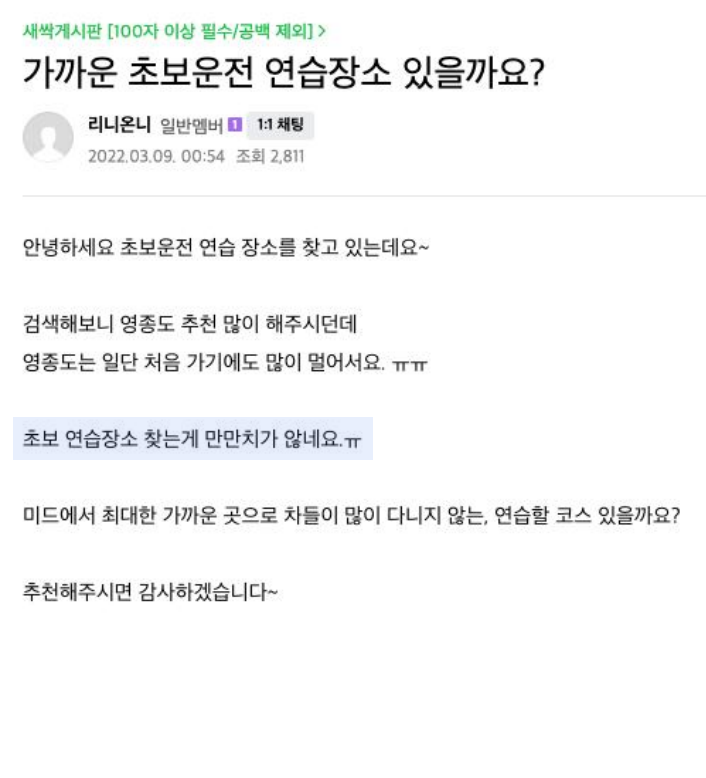 새싹게시판 [100자 이상 필수/공백 제외] >
가까운 초보운전 연습장소 있을까요?
리니온니 일반멤버 1 1:1 채팅
2022.03.09. 00:54 조회 2,811
안녕하세요 초보운전 연습 장소를 찾고 있는데요~
검색해보니 영종도 추천 많이 해주시던데
영종도는 일단 처음 가기에도 많이 멀어서요. ㅠㅠ
초보 연습장소 찾는게 만만치가 않네요.ㅠ
미드에서 최대한 가까운 곳으로 차들이 많이 다니지 않는, 연습할 코스 있을까요?
추천해주시면 감사하겠습니다~